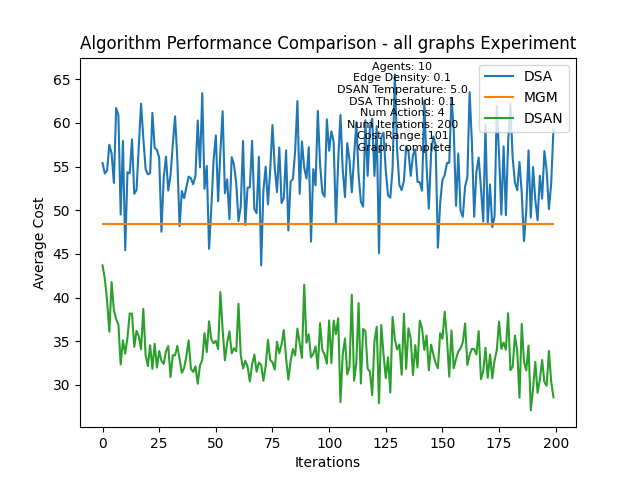 Algorithm Performance Comparison - all graphs Experiment
Agents: 10
Edge Density: 0.1
DSAN Temperature: 5.0
DSA Threshold: 0.1
Num Actions: 4
Num Iterations: 200
Cost Range: 101
Graph: complete
DSA
MGM
DSAN
Average Cost
65
60
55
50
45
40
35
30
0
25
50
75
100
125
150
175
200
Iterations